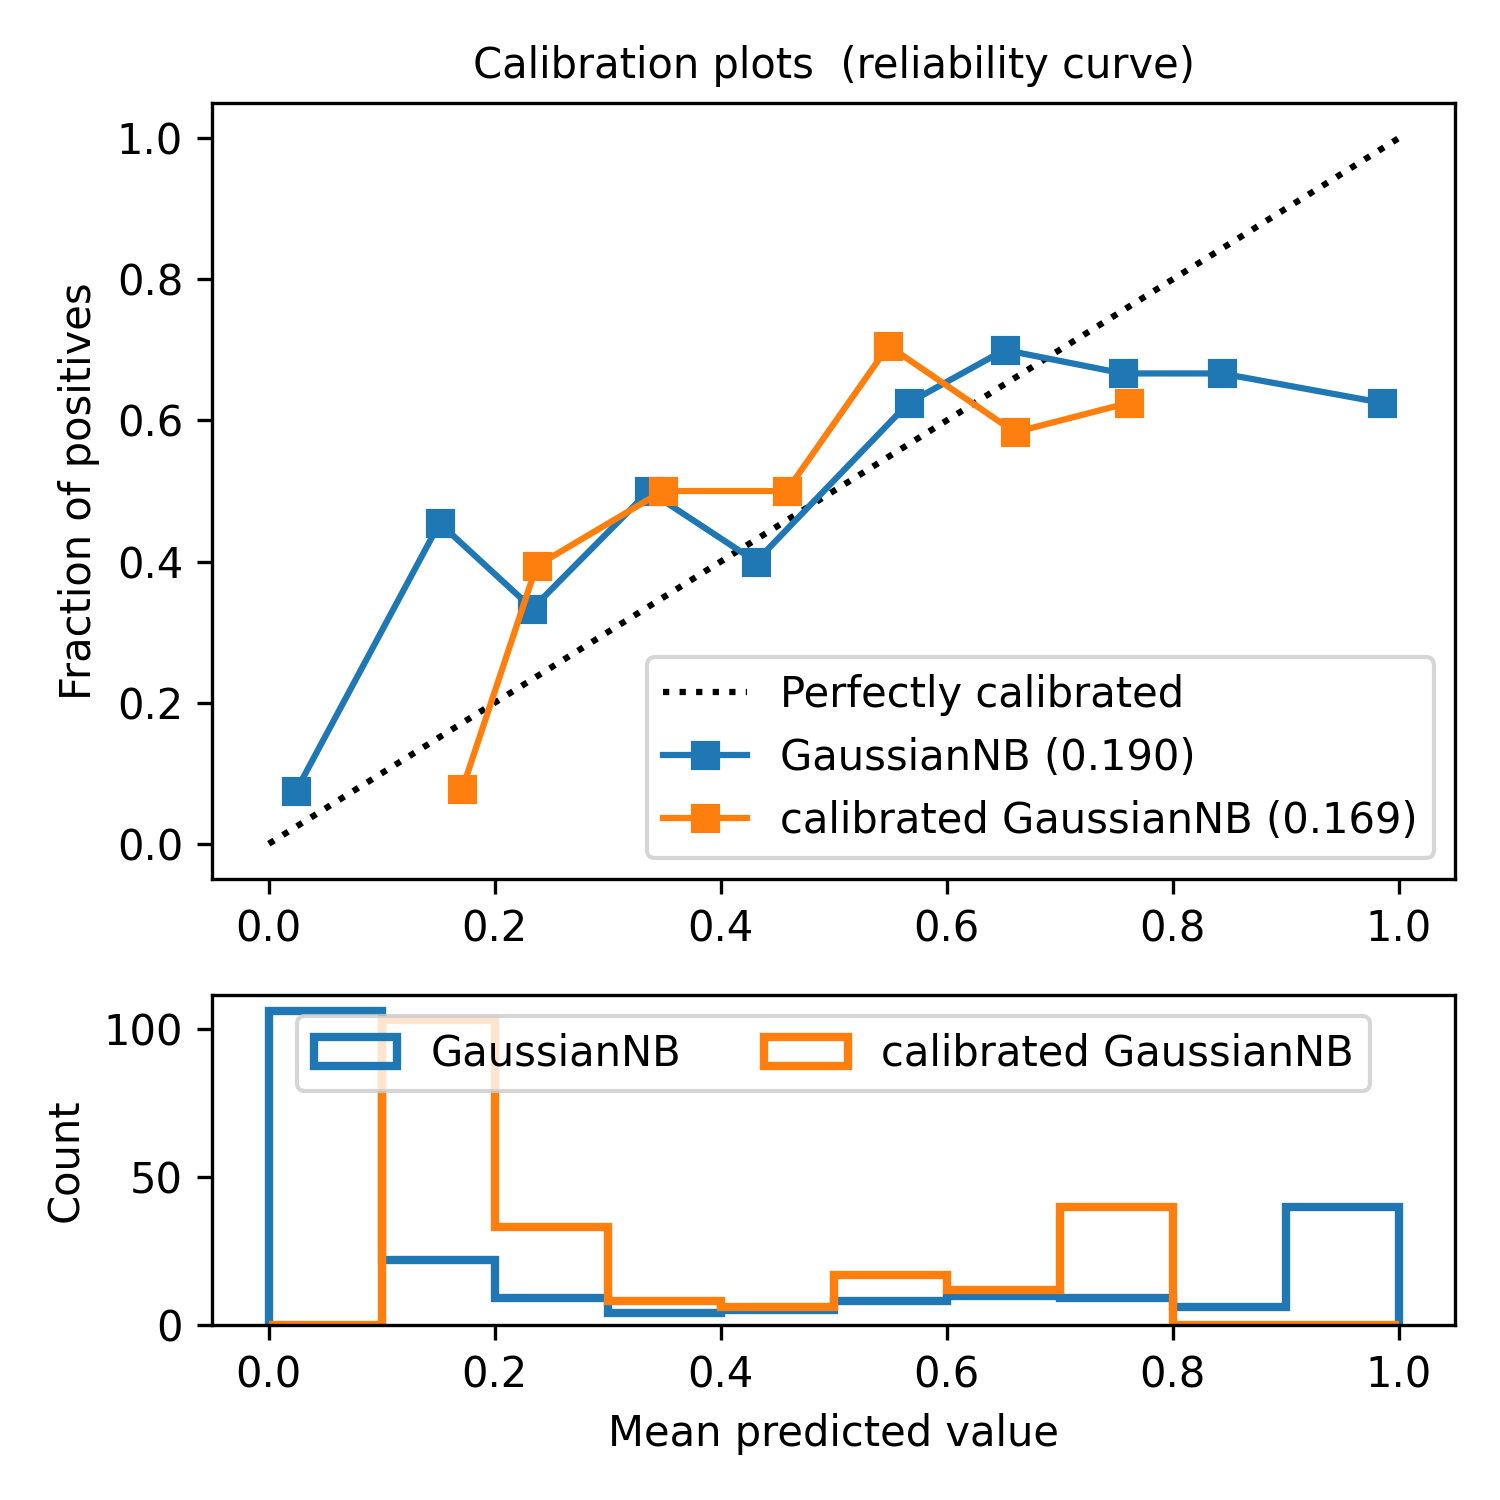 Calibration plots  (reliability curve)
1.0
0.8
0.6
0.4
0.2
0.0
Fraction of positives
Perfectly calibrated
GaussianNB (0.190)
calibrated GaussianNB (0.169)
0.0 0.2 0.4 0.6 0.8 1.0
100
50
0
Count
GaussianNB calibrated GaussianNB
0.0 0.2 0.4 0.6 0.8 1.0
Mean predicted value